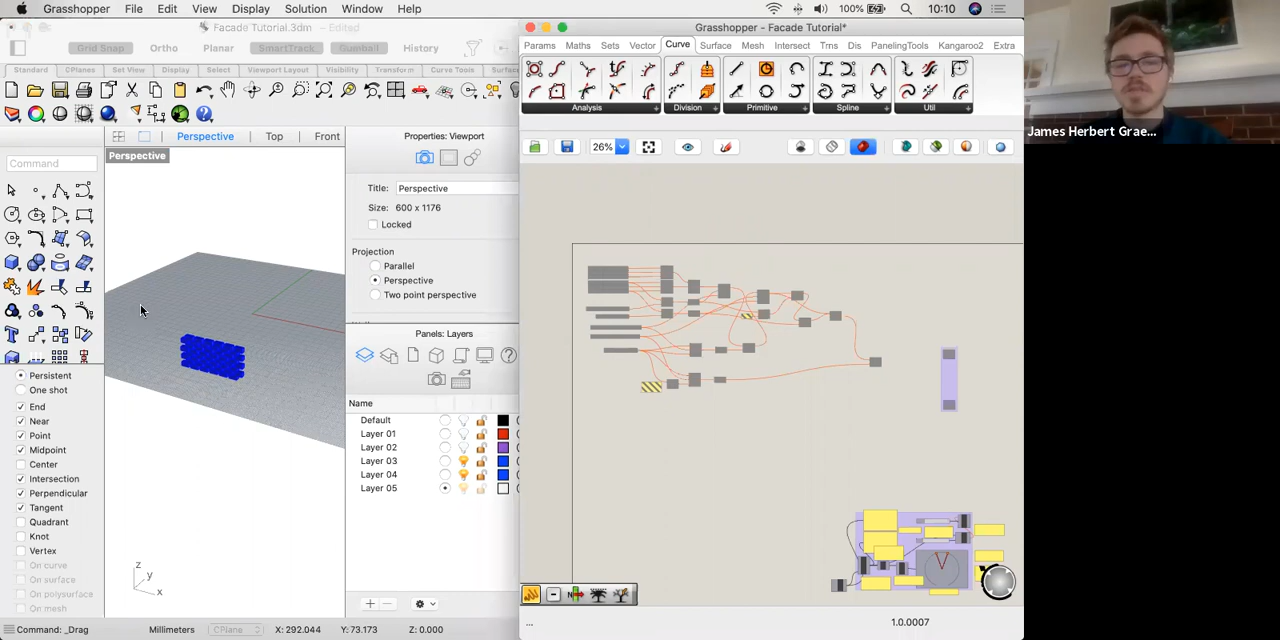 Grasshopper File Edit View Display Solution Window Help 100% 10:10
Facade Tutorial.3dm — Edited
Grid Snap Ortho Planar SmartTrack Gumball History
Standard CPlanes Set View Display Select Viewport Layout Visibility Transform Curve Tools Surfac
Perspective Top Front
Perspective
Command
Persistent
One shot
End
Near
Point
Midpoint
Center
Intersection
Perpendicular
Tangent
Quadrant
Knot
Vertex
On curve
On surface
On polysurface
On mesh
z
y
x
Properties: Viewport
Title: Perspective
Size: 600 x 1176
Locked
Projection
Parallel
Perspective
Two point perspective
Panels: Layers
Name
Default
Layer 01
Layer 02
Layer 03
Layer 04
Layer 05
Command: _Drag Millimeters CPlane X: 292.044 Y: 73.173 Z: 0.000
Grasshopper - Facade Tutorial*
Params Maths Sets Vector Curve Surface Mesh Intersect Trns Dis PanelingTools Kangaroo2 Extra
Analysis + Division + Primitive + Spline + Util +
26%
...
1.0.0007
James Herbert Grae...